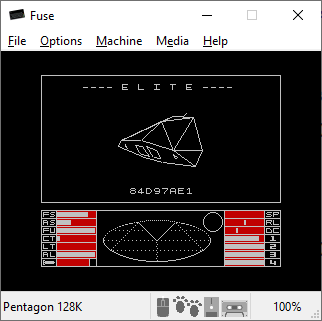 Fuse
File Options Machine Media Help
---- E L I T E ----
84D97AE1
FS SP
AS RL
FU DC
CT 1
LT 2
AL 3
4
Pentagon 128K 100%